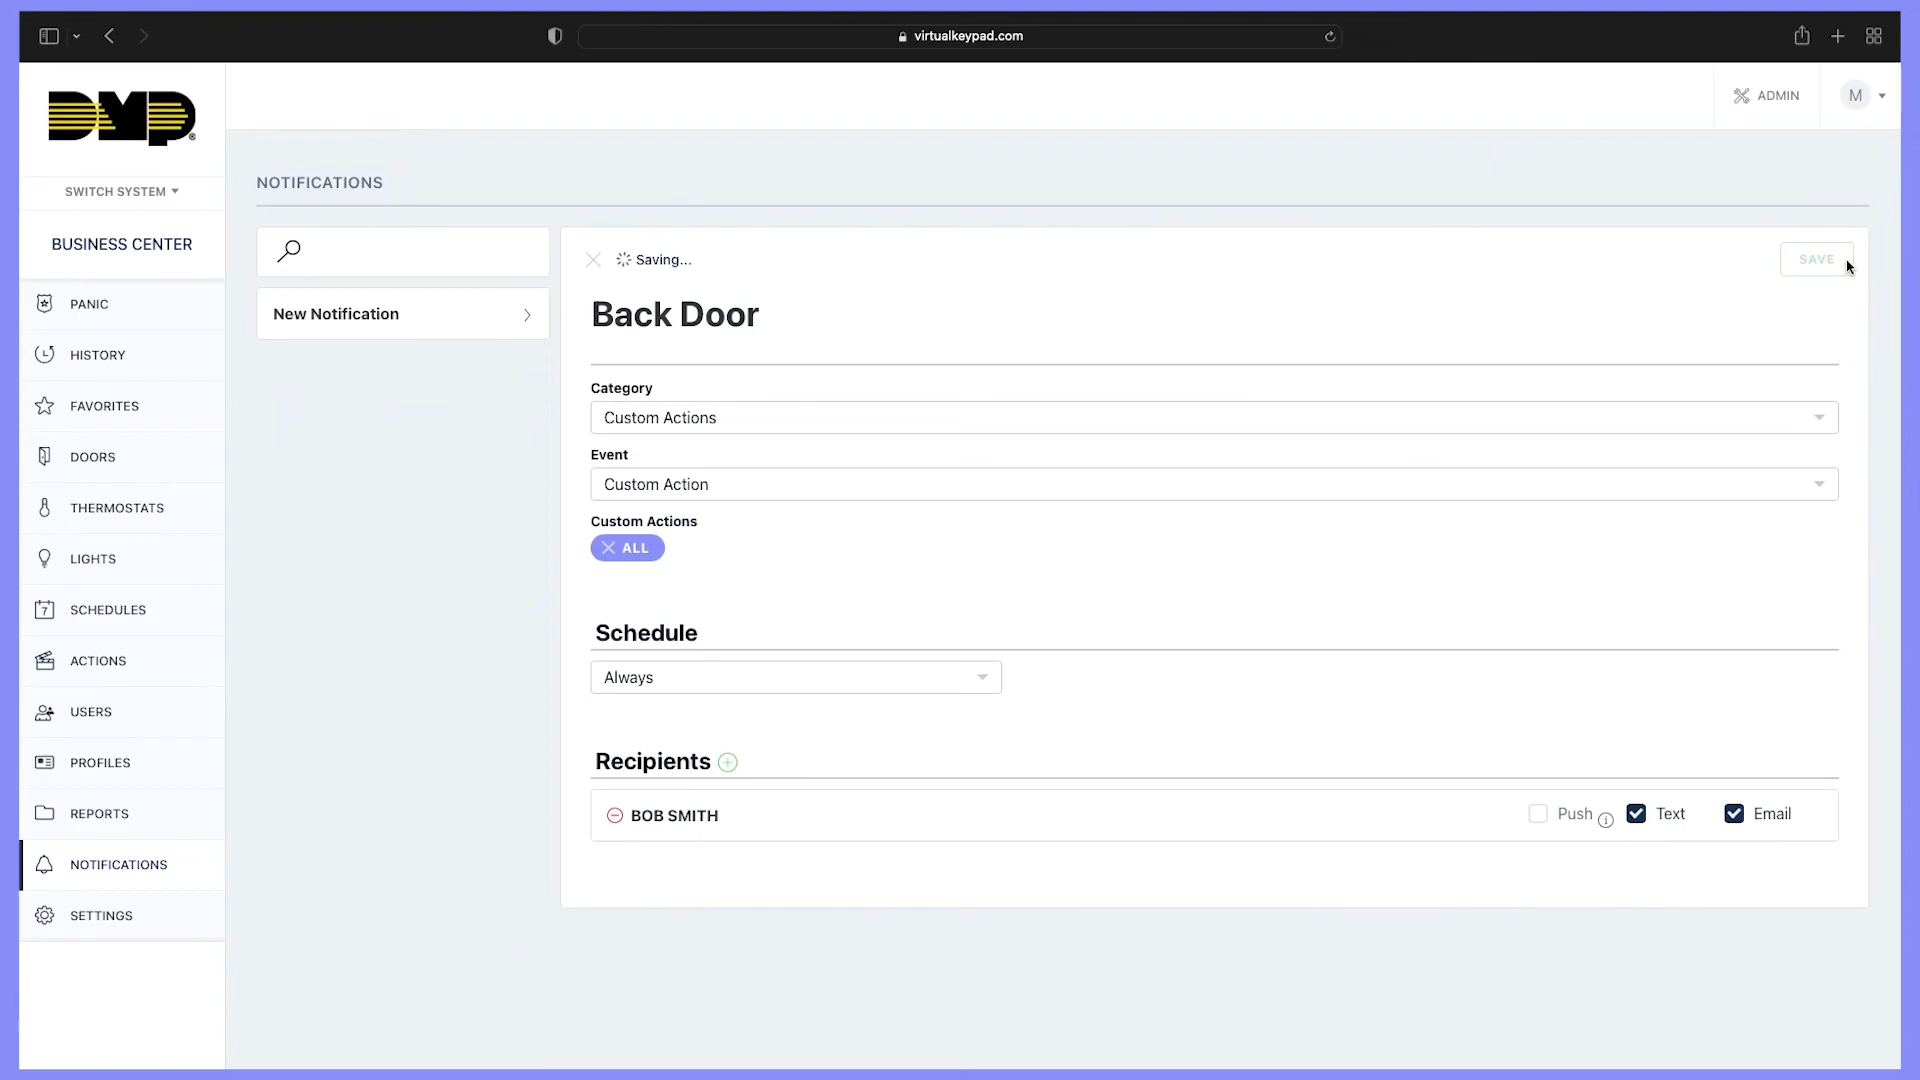 virtualkeypad.com
DMP®
ADMIN
M
SWITCH SYSTEM
BUSINESS CENTER
PANIC
HISTORY
FAVORITES
DOORS
THERMOSTATS
LIGHTS
7
SCHEDULES
ACTIONS
USERS
PROFILES
REPORTS
NOTIFICATIONS
SETTINGS
NOTIFICATIONS
New Notification
Saving...
SAVE
Back Door
Category
Custom Actions
Event
Custom Action
Custom Actions
ALL
Schedule
Always
Recipients
BOB SMITH
Push
Text
Email